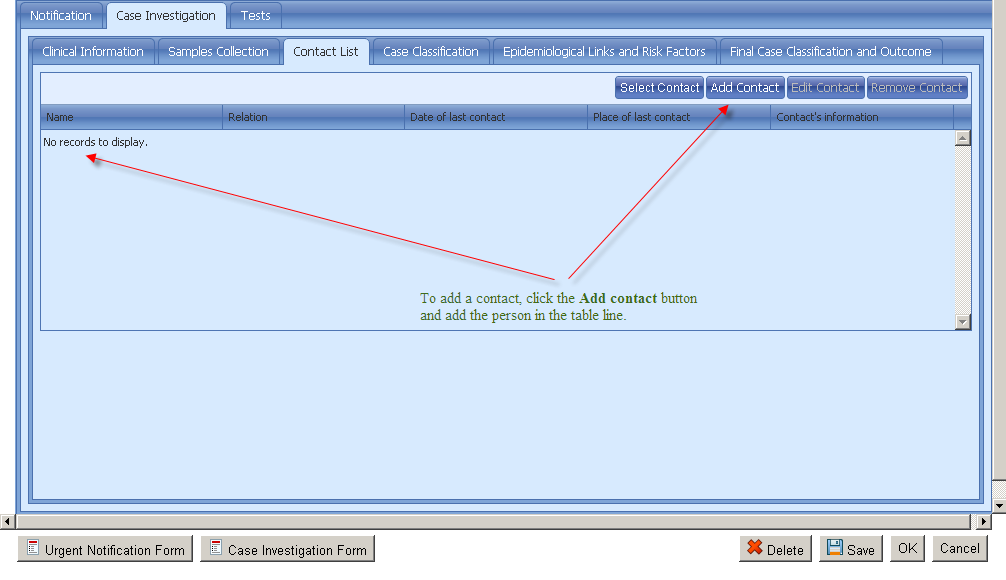 Notification Case Investigation Tests
Clinical Information Samples Collection Contact List Case Classification Epidemiological Links and Risk Factors Final Case Classification and Outcome
Select Contact Add Contact Edit Contact Remove Contact
Name Relation Date of last contact Place of last contact Contact's information
No records to display.
To add a contact, click the Add contact button
and add the person in the table line.
Urgent Notification Form Case Investigation Form Delete Save OK Cancel